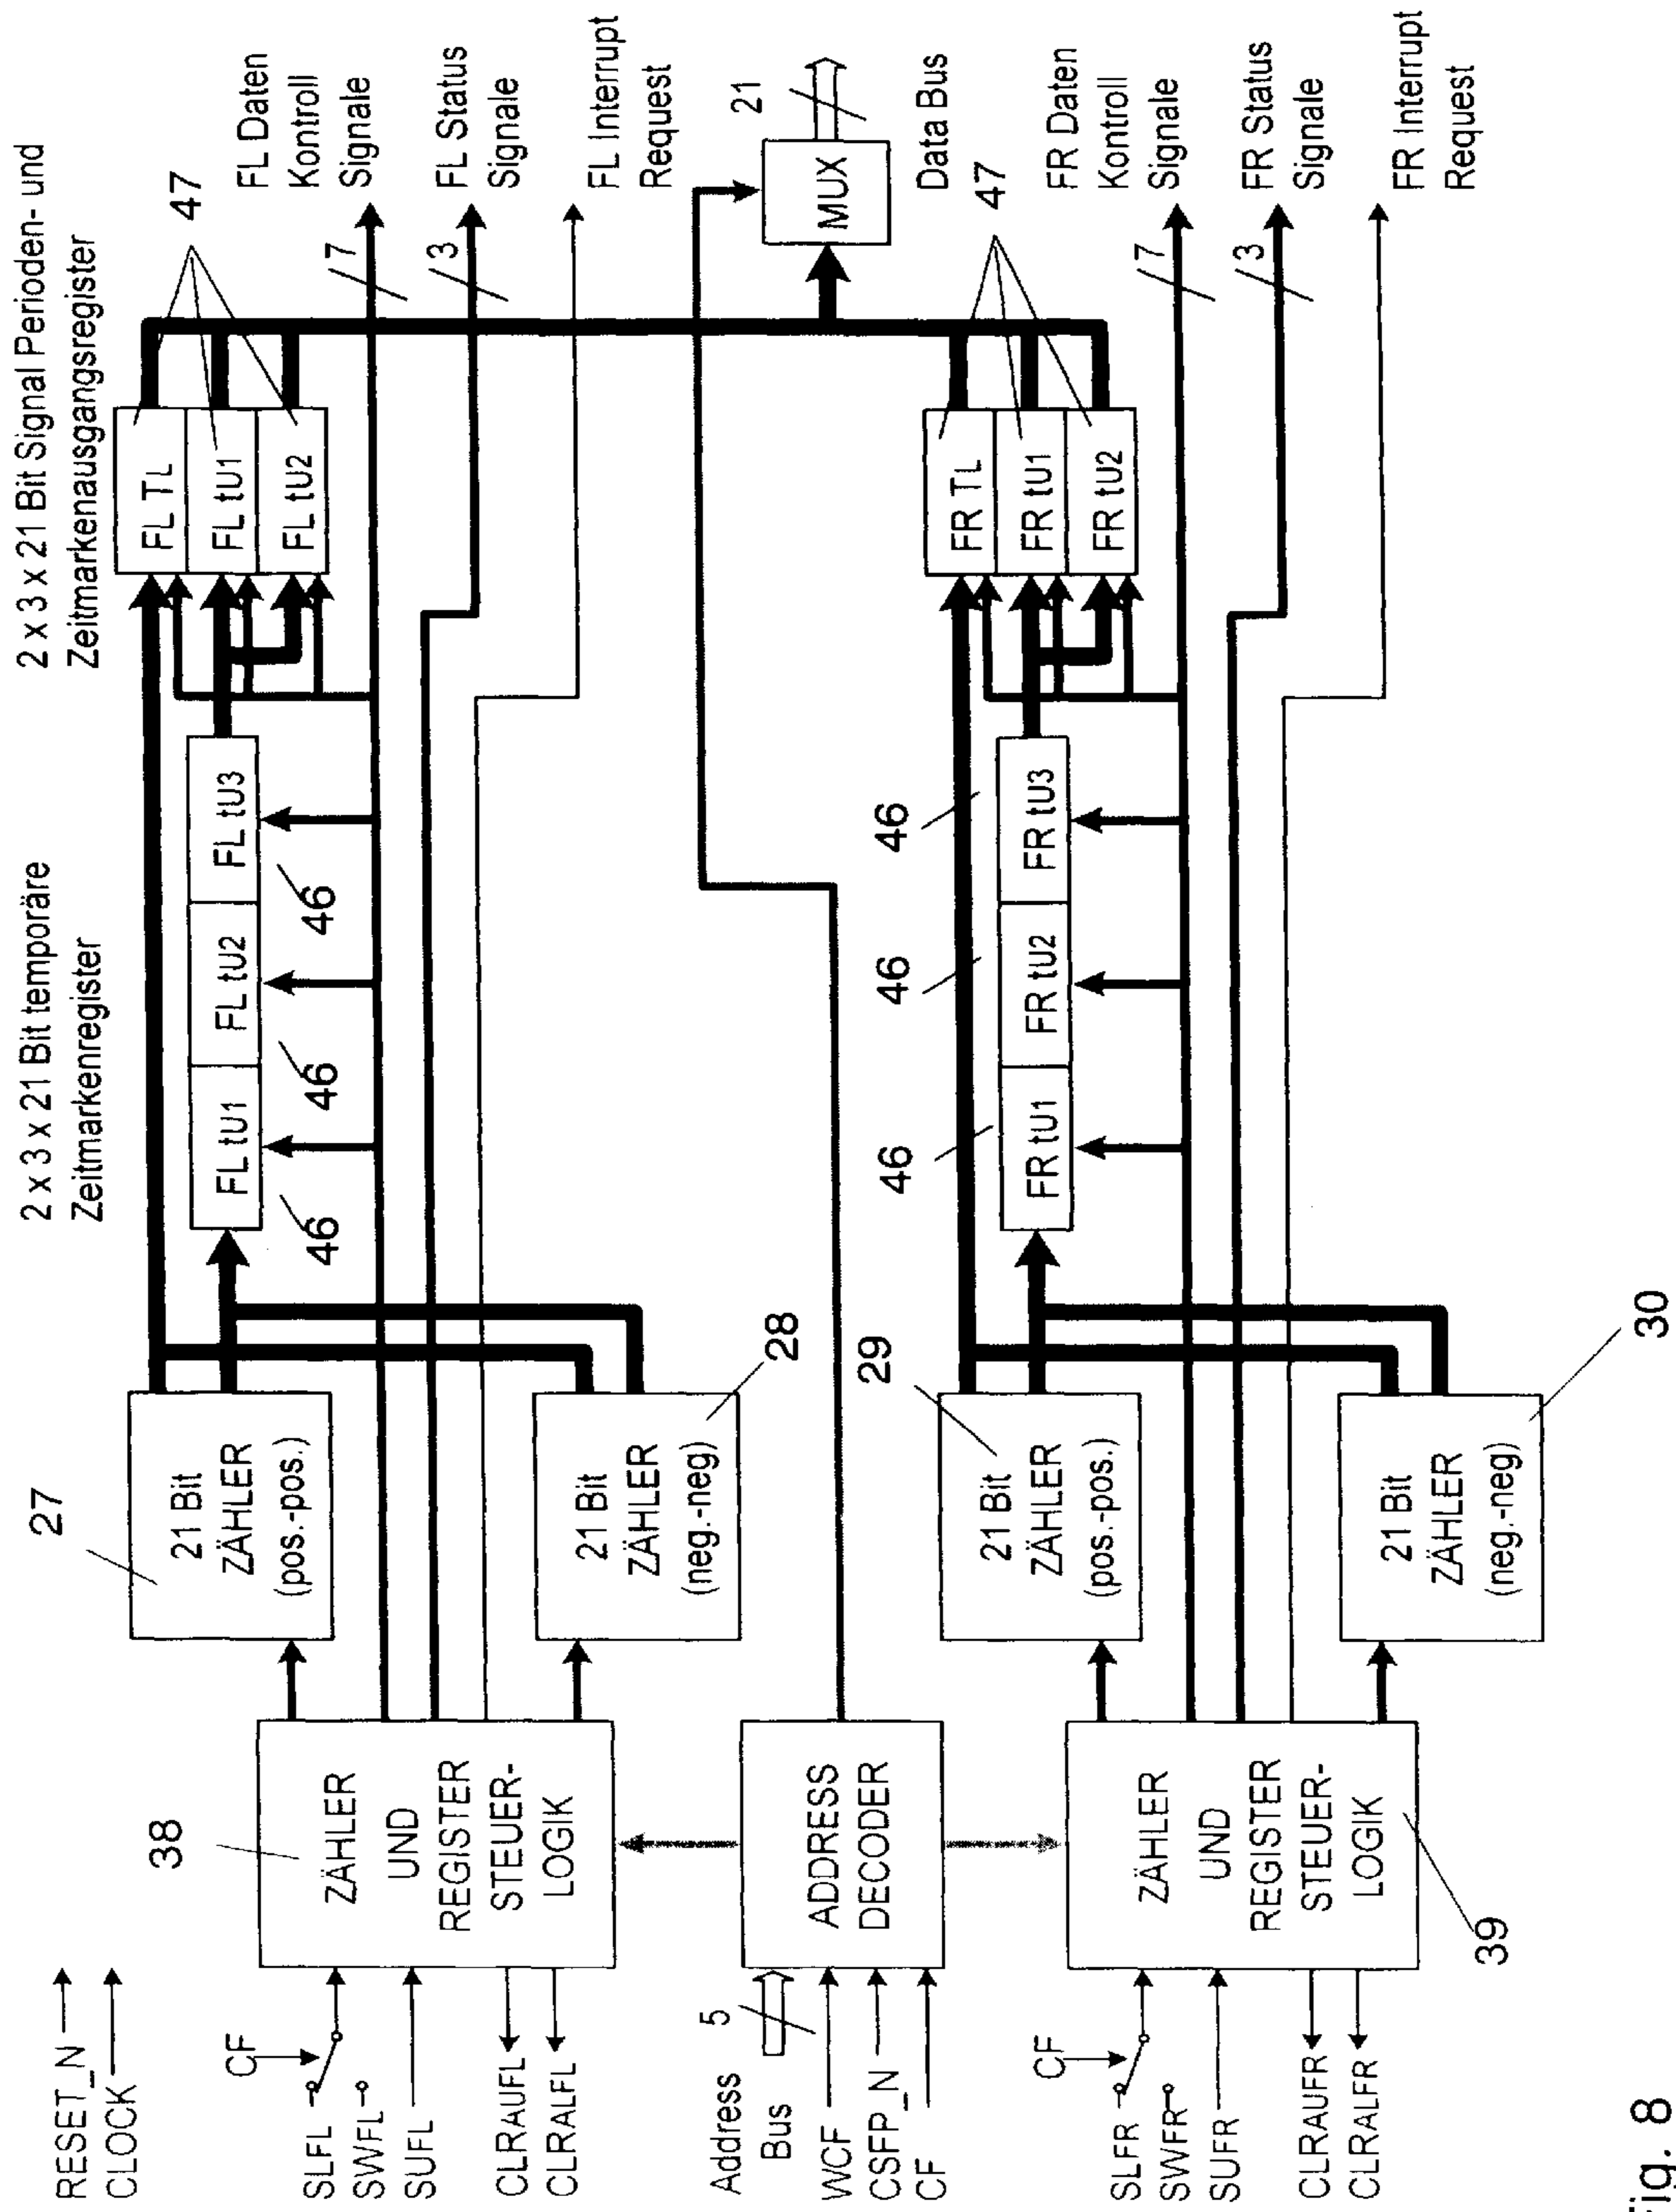 2 x 3 x 21 Bit temporäre
Zeitmarkenregister
2 x 3 x 21 Bit Signal Perioden- und
Zeitmarkenausgangsregister
RESET_N
CLOCK
CF
SLFL
SWFL
SUFL
CLRAUFL
CLRALFL
38
ZÄHLER
UND
REGISTER
STEUER-
LOGIK
27
21 Bit
ZÄHLER
(pos.-pos.)
21 Bit
ZÄHLER
(neg.-neg)
28
FL tU1
FL tU2
FL tU3
46
46
46
FL TL
FL tU1
FL tU2
47
7
FL Daten
Kontroll
Signale
3
FL Status
Signale
FL Interrupt
Request
Address
Bus
5
WCF
CSFP_N
CF
ADDRESS
DECODER
MUX
21
Data Bus
CF
SLFR
SWFR
SUFR
CLRAUFR
CLRALFR
ZÄHLER
UND
REGISTER
STEUER-
LOGIK
39
29
21 Bit
ZÄHLER
(pos.-pos.)
21 Bit
ZÄHLER
(neg.-neg)
30
46
46
46
FR tU1
FR tU2
FR tU3
FR TL
FR tU1
FR tU2
47
7
FR Daten
Kontroll
Signale
3
FR Status
Signale
FR Interrupt
Request
Fig. 8